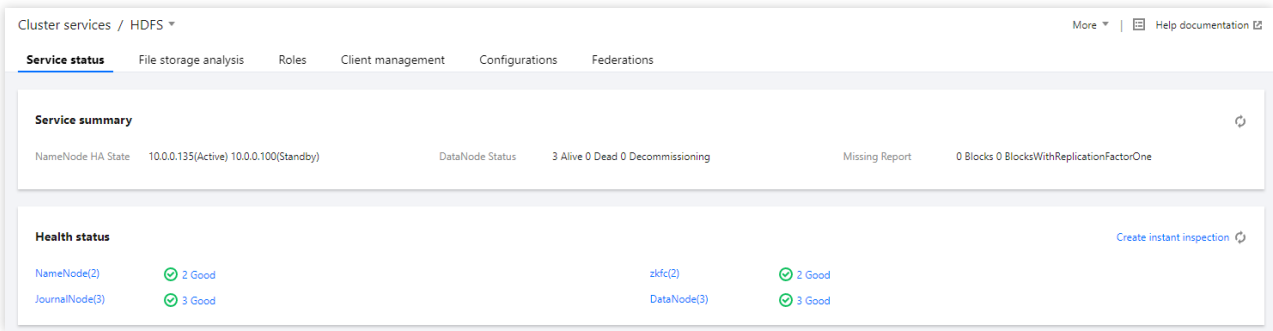 Cluster services / HDFS
More | Help documentation
Service status File storage analysis Roles Client management Configurations Federations
Service summary
NameNode HA State 10.0.0.135(Active) 10.0.0.100(Standby) DataNode Status 3 Alive 0 Dead 0 Decommissioning Missing Report 0 Blocks 0 BlocksWithReplicationFactorOne
Health status
Create instant inspection
NameNode(2) 2 Good zkfc(2) 2 Good
JournalNode(3) 3 Good DataNode(3) 3 Good